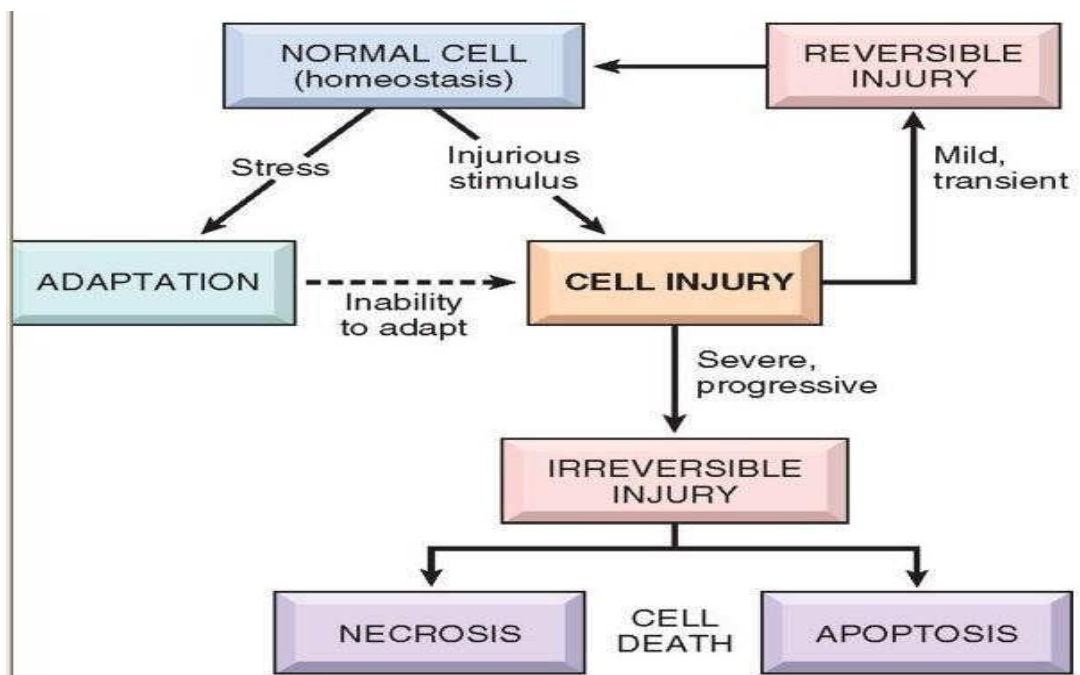 NORMAL CELL
(homeostasis)
REVERSIBLE
INJURY
Stress
Injurious
stimulus
Mild,
transient
ADAPTATION
Inability
to adapt
CELL INJURY
Severe,
progressive
IRREVERSIBLE
INJURY
NECROSIS
CELL
DEATH
APOPTOSIS